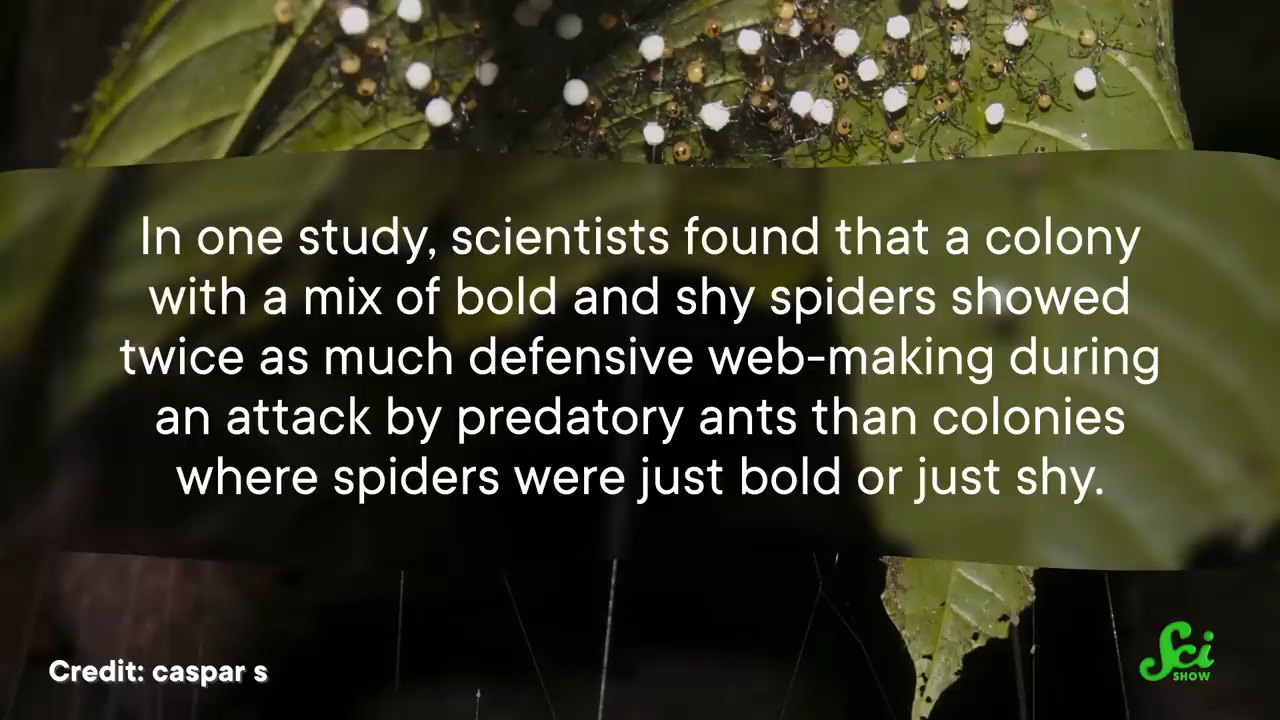 In one study, scientists found that a colony
with a mix of bold and shy spiders showed
twice as much defensive web-making during
an attack by predatory ants than colonies
where spiders were just bold or just shy.
Credit: caspar s
Sci
SHOW